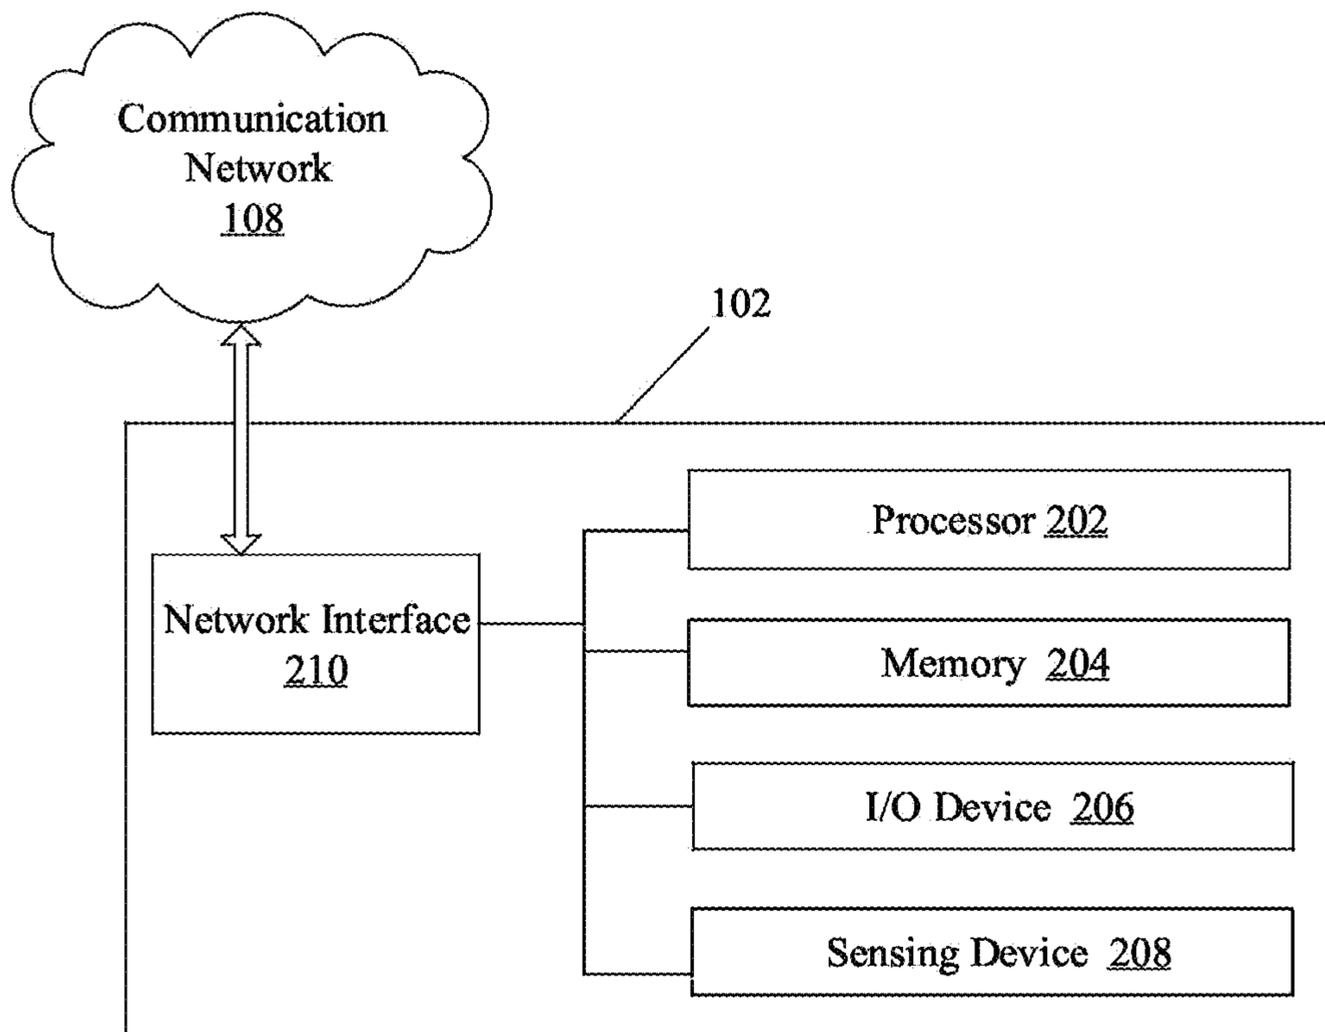 Communication
Network
108
102
Processor 202
Network Interface
210
Memory 204
I/O Device 206
Sensing Device 208